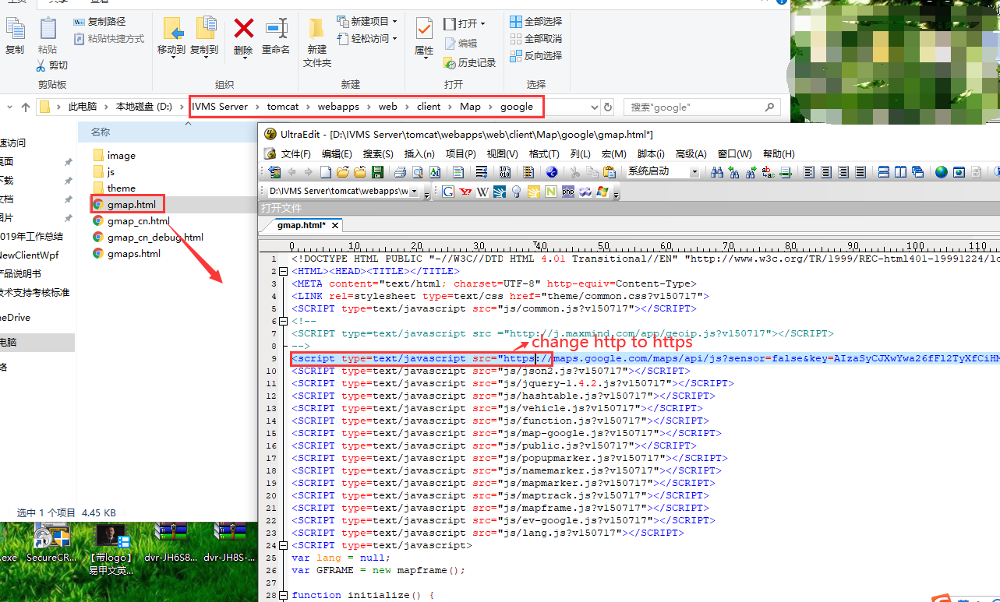 主页 共享 查看
复制路径
粘贴快捷方式
复制 粘贴
剪切
剪贴板
移动到 复制到 删除 重命名
组织
新建项目
轻松访问
新建
文件夹
新建
属性
打开
编辑
历史记录
打开
全部选择
全部取消
反向选择
选择
此电脑 › 本地磁盘 (D:) › IVMS Server › tomcat › webapps › web › client › Map › google
搜索"google"
名称
速访问
桌面
下载
文档
图片
2019年工作总结
NewClientWpf
产品说明书
技术支持考核标准
neDrive
电脑
络
image
js
theme
gmap.html
gmap_cn.html
gmap_cn_debug.html
gmaps.html
选中 1 个项目 4.45 KB
UltraEdit - [D:\IVMS Server\tomcat\webapps\web\client\Map\google\gmap.html*]
文件(F) 编辑(E) 搜索(S) 插入(n) 项目(P) 视图(V) 格式(T) 列(L) 宏(M) 脚本(i) 高级(A) 窗口(W) 帮助(H)
系统启动
D:\IVMS Server\tomcat\webapps\w
打开文件
gmap.html*
0 10 20 30 40 50 60 70 80 90 100 110
1 <!DOCTYPE HTML PUBLIC "-//W3C//DTD HTML 4.01 Transitional//EN" "http://www.w3c.org/TR/1999/REC-html401-19991224/lo
2 <HTML><HEAD><TITLE></TITLE>
3 <META content="text/html; charset=UTF-8" http-equiv=Content-Type>
4 <LINK rel=stylesheet type=text/css href="theme/common.css?v150717">
5 <SCRIPT type=text/javascript src="js/common.js?v150717"></SCRIPT>
6 <!--
7 <SCRIPT type=text/javascript src ="http://j.maxmind.com/app/geoip.js?v150717"></SCRIPT>
8 -->
change http to https
9 <script type=text/javascript src="https://maps.google.com/maps/api/js?sensor=false&key=AIzaSyCJXwYwa26fFl2TyXfCiHM
10 <SCRIPT type=text/javascript src="js/json2.js?v150717"></SCRIPT>
11 <SCRIPT type=text/javascript src="js/jquery-1.4.2.js?v150717"></SCRIPT>
12 <SCRIPT type=text/javascript src="js/hashtable.js?v150717"></SCRIPT>
13 <SCRIPT type=text/javascript src="js/vehicle.js?v150717"></SCRIPT>
14 <SCRIPT type=text/javascript src="js/function.js?v150717"></SCRIPT>
15 <SCRIPT type=text/javascript src="js/map-google.js?v150717"></SCRIPT>
16 <SCRIPT type=text/javascript src="js/public.js?v150717"></SCRIPT>
17 <SCRIPT type=text/javascript src="js/popupmarker.js?v150717"></SCRIPT>
18 <SCRIPT type=text/javascript src="js/namemarker.js?v150717"></SCRIPT>
19 <SCRIPT type=text/javascript src="js/mapmarker.js?v150717"></SCRIPT>
20 <SCRIPT type=text/javascript src="js/maptrack.js?v150717"></SCRIPT>
21 <SCRIPT type=text/javascript src="js/mapframe.js?v150717"></SCRIPT>
22 <SCRIPT type=text/javascript src="js/ev-google.js?v150717"></SCRIPT>
23 <SCRIPT type=text/javascript src="js/lang.js?v150717"></SCRIPT>
24 <SCRIPT type=text/javascript>
25 var lang = null;
26 var GFRAME = new mapframe();
27
28 function initialize() {
.exe SecureCR... 【带logo】 dvr-JH6S8... dvr-JH8S-...
易甲文英...